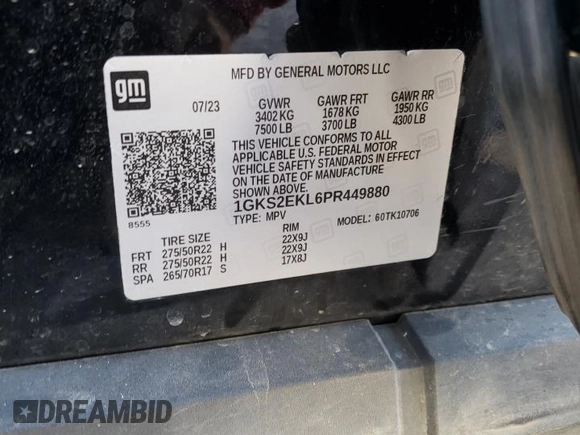 gm
MFD BY GENERAL MOTORS LLC
07/23 GVWR GAWR FRT GAWR RR
3402 KG 1678 KG 1950 KG
7500 LB 3700 LB 4300 LB
THIS VEHICLE CONFORMS TO ALL
APPLICABLE U.S. FEDERAL MOTOR
VEHICLE SAFETY STANDARDS IN EFFECT
ON THE DATE OF MANUFACTURE
SHOWN ABOVE.
1GKS2EKL6PR449880
8555
TYPE: MPV MODEL: 60TK10706
TIRE SIZE RIM
FRT 275/50R22 H 22X9J
RR 275/50R22 H 22X9J
SPA 265/70R17 S 17X8J
DREAMBID